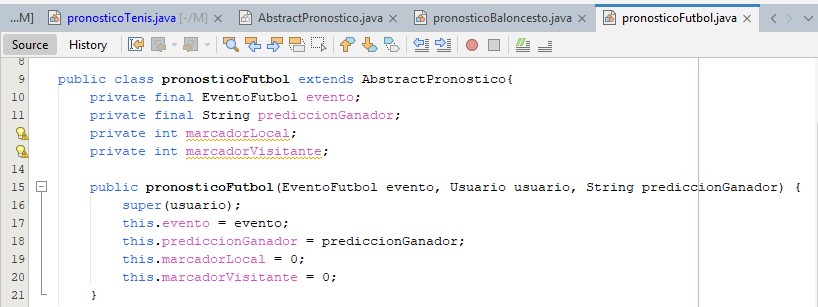 ...M] pronosticoTenis.java [-/M] AbstractPronostico.java pronosticoBaloncesto.java pronosticoFutbol.java
Source History
8
9 public class pronosticoFutbol extends AbstractPronostico{
10 private final EventoFutbol evento;
11 private final String prediccionGanador;
private int marcadorLocal;
private int marcadorVisitante;
14
15 public pronosticoFutbol(EventoFutbol evento, Usuario usuario, String prediccionGanador) {
16 super(usuario);
17 this.evento = evento;
18 this.prediccionGanador = prediccionGanador;
19 this.marcadorLocal = 0;
20 this.marcadorVisitante = 0;
21 }